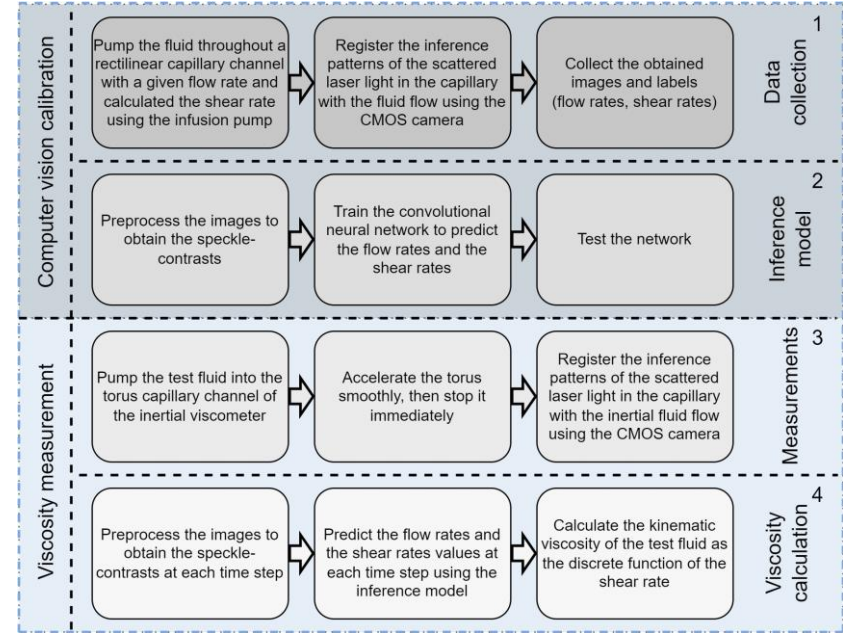 Computer vision calibration
Pump the fluid throughout a
rectilinear capillary channel
with a given flow rate and
calculated the shear rate
using the infusion pump
Register the inference
patterns of the scattered
laser light in the capillary
with the fluid flow using the
CMOS camera
Collect the obtained
images and labels
(flow rates, shear rates)
1
Data
collection
Preprocess the images to
obtain the speckle-
contrasts
Train the convolutional
neural network to predict
the flow rates and the
shear rates
Test the network
2
Inference
model
Viscosity measurement
Pump the test fluid into the
torus capillary channel of
the inertial viscometer
Accelerate the torus
smoothly, then stop it
immediately
Register the inference
patterns of the scattered
laser light in the capillary
with the inertial fluid flow
using the CMOS camera
3
Measurements
Preprocess the images to
obtain the speckle-
contrasts at each time step
Predict the flow rates and
the shear rates values at
each time step using the
inference model
Calculate the kinematic
viscosity of the test fluid as
the discrete function of the
shear rate
4
Viscosity
calculation